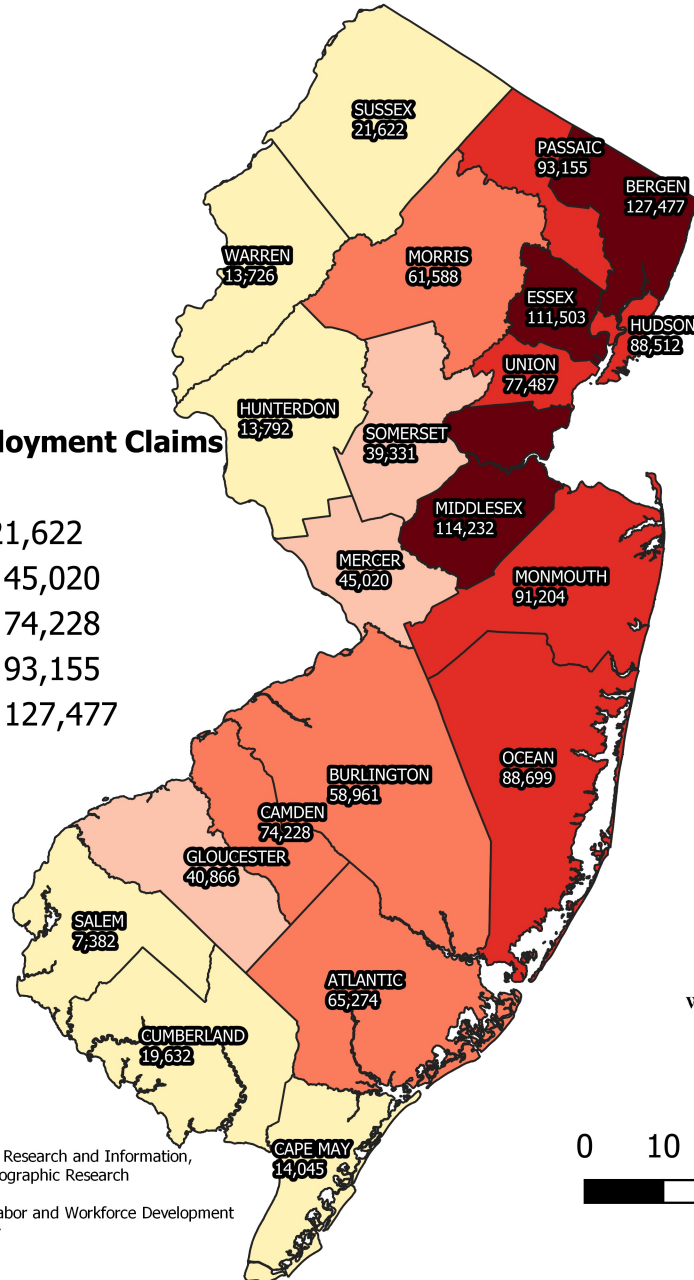 SUSSEX
21,622
PASSAIC
93,155
BERGEN
127,477
WARREN
13,726
MORRIS
61,588
ESSEX
111,503
HUDSON
88,512
UNION
77,487
HUNTERDON
13,792
SOMERSET
39,331
loyment Claims
MIDDLESEX
114,232
21,622
45,020
74,228
93,155
127,477
MERCER
45,020
MONMOUTH
91,204
OCEAN
88,699
BURLINGTON
58,961
CAMDEN
74,228
GLOUCESTER
40,866
SALEM
7,382
ATLANTIC
65,274
W
CUMBERLAND
19,632
CAPE MAY
14,045
0 10
Research and Information,
ographic Research
abor and Workforce Development